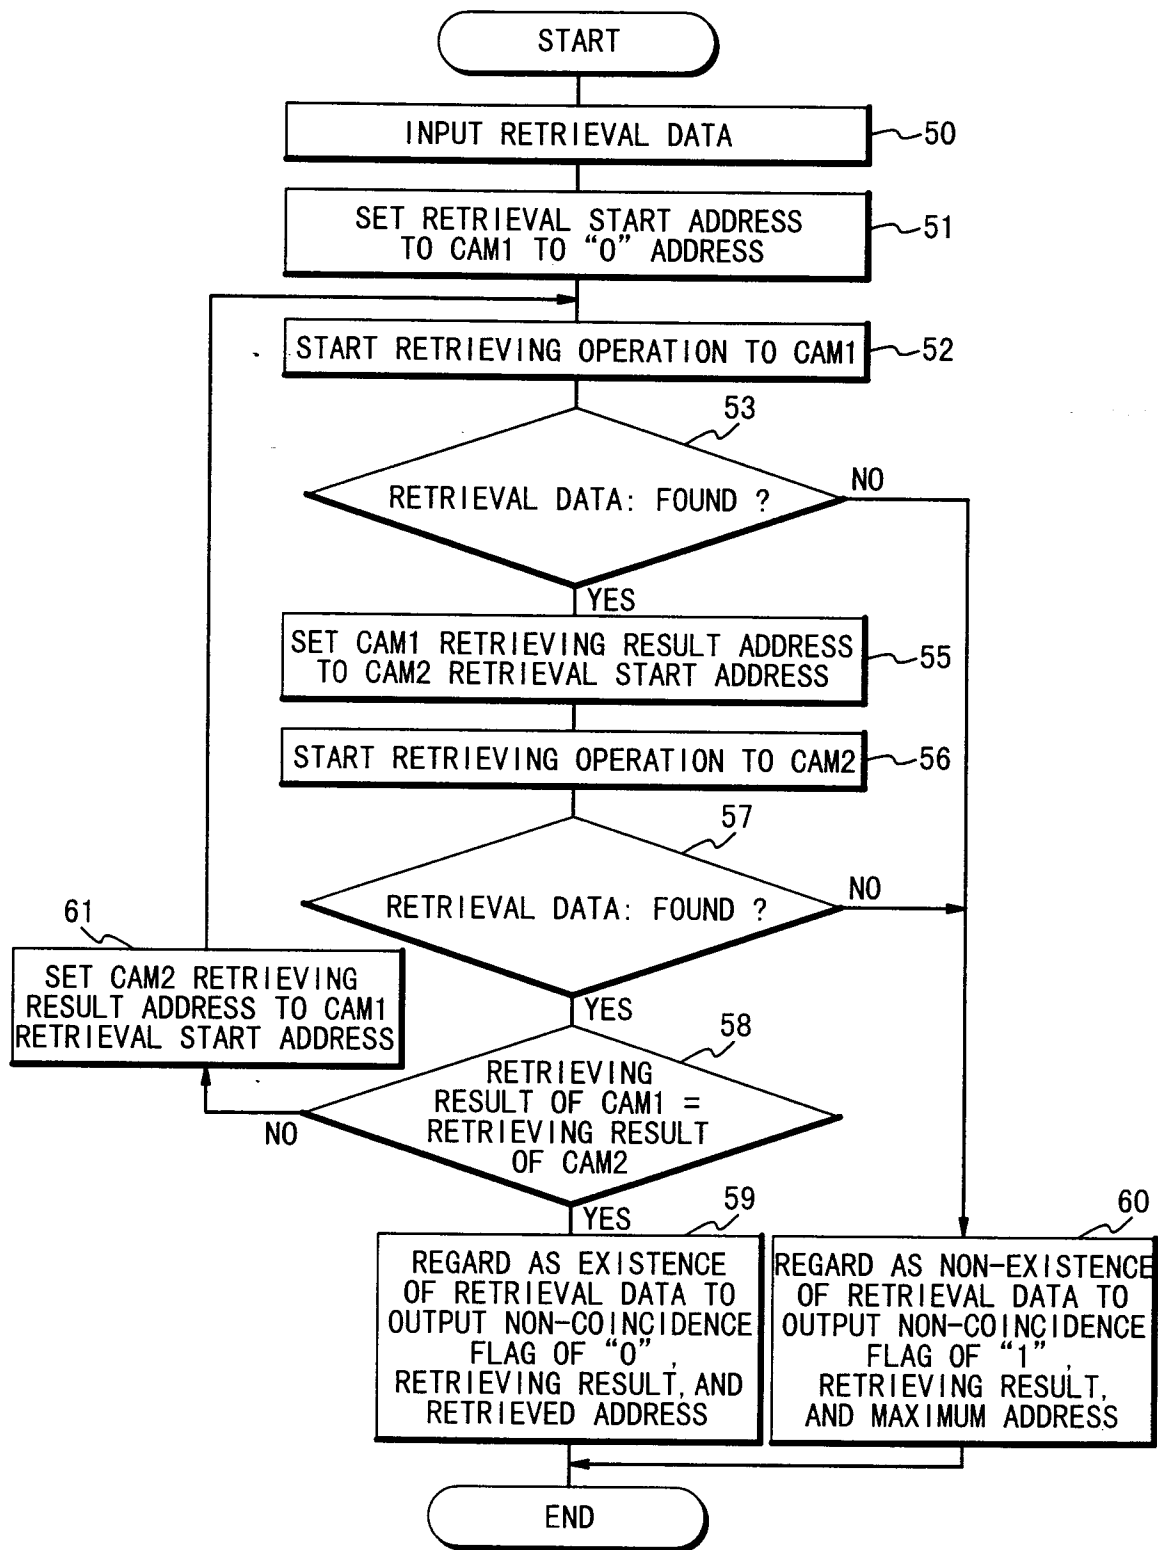 START
INPUT RETRIEVAL DATA
50
SET RETRIEVAL START ADDRESS
TO CAM1 TO “0” ADDRESS
51
START RETRIEVING OPERATION TO CAM1
52
53
RETRIEVAL DATA: FOUND ?
NO
YES
SET CAM1 RETRIEVING RESULT ADDRESS
TO CAM2 RETRIEVAL START ADDRESS
55
START RETRIEVING OPERATION TO CAM2
56
57
RETRIEVAL DATA: FOUND ?
NO
YES
61
SET CAM2 RETRIEVING
RESULT ADDRESS TO CAM1
RETRIEVAL START ADDRESS
58
RETRIEVING
RESULT OF CAM1 =
RETRIEVING RESULT
OF CAM2
NO
YES
59
REGARD AS EXISTENCE
OF RETRIEVAL DATA TO
OUTPUT NON-COINCIDENCE
FLAG OF “0”,
RETRIEVING RESULT, AND
RETRIEVED ADDRESS
60
REGARD AS NON-EXISTENCE
OF RETRIEVAL DATA TO
OUTPUT NON-COINCIDENCE
FLAG OF “1”,
RETRIEVING RESULT,
AND MAXIMUM ADDRESS
END